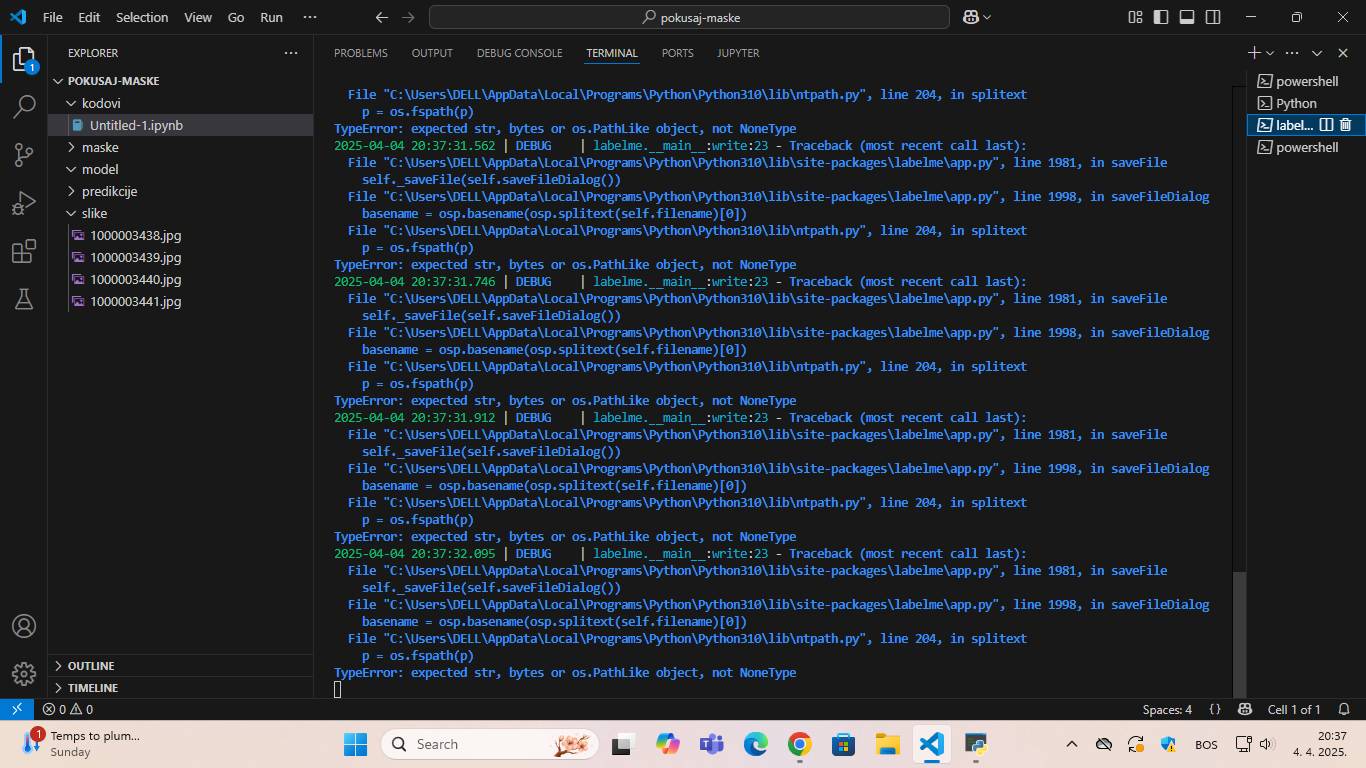 File Edit Selection View Go Run ···
pokusaj-maske
EXPLORER ···
POKUSAJ-MASKE
kodovi
Untitled-1.ipynb
maske
model
predikcije
slike
1000003438.jpg
1000003439.jpg
1000003440.jpg
1000003441.jpg
OUTLINE
TIMELINE
PROBLEMS OUTPUT DEBUG CONSOLE TERMINAL PORTS JUPYTER
File "C:\Users\DELL\AppData\Local\Programs\Python\Python310\lib\ntpath.py", line 204, in splitext
p = os.fspath(p)
TypeError: expected str, bytes or os.PathLike object, not NoneType
2025-04-04 20:37:31.562 | DEBUG | labelme.__main__:write:23 - Traceback (most recent call last):
File "C:\Users\DELL\AppData\Local\Programs\Python\Python310\lib\site-packages\labelme\app.py", line 1981, in saveFile
self._saveFile(self.saveFileDialog())
File "C:\Users\DELL\AppData\Local\Programs\Python\Python310\lib\site-packages\labelme\app.py", line 1998, in saveFileDialog
basename = osp.basename(osp.splitext(self.filename)[0])
File "C:\Users\DELL\AppData\Local\Programs\Python\Python310\lib\ntpath.py", line 204, in splitext
p = os.fspath(p)
TypeError: expected str, bytes or os.PathLike object, not NoneType
2025-04-04 20:37:31.746 | DEBUG | labelme.__main__:write:23 - Traceback (most recent call last):
File "C:\Users\DELL\AppData\Local\Programs\Python\Python310\lib\site-packages\labelme\app.py", line 1981, in saveFile
self._saveFile(self.saveFileDialog())
File "C:\Users\DELL\AppData\Local\Programs\Python\Python310\lib\site-packages\labelme\app.py", line 1998, in saveFileDialog
basename = osp.basename(osp.splitext(self.filename)[0])
File "C:\Users\DELL\AppData\Local\Programs\Python\Python310\lib\ntpath.py", line 204, in splitext
p = os.fspath(p)
TypeError: expected str, bytes or os.PathLike object, not NoneType
2025-04-04 20:37:31.912 | DEBUG | labelme.__main__:write:23 - Traceback (most recent call last):
File "C:\Users\DELL\AppData\Local\Programs\Python\Python310\lib\site-packages\labelme\app.py", line 1981, in saveFile
self._saveFile(self.saveFileDialog())
File "C:\Users\DELL\AppData\Local\Programs\Python\Python310\lib\site-packages\labelme\app.py", line 1998, in saveFileDialog
basename = osp.basename(osp.splitext(self.filename)[0])
File "C:\Users\DELL\AppData\Local\Programs\Python\Python310\lib\ntpath.py", line 204, in splitext
p = os.fspath(p)
TypeError: expected str, bytes or os.PathLike object, not NoneType
2025-04-04 20:37:32.095 | DEBUG | labelme.__main__:write:23 - Traceback (most recent call last):
File "C:\Users\DELL\AppData\Local\Programs\Python\Python310\lib\site-packages\labelme\app.py", line 1981, in saveFile
self._saveFile(self.saveFileDialog())
File "C:\Users\DELL\AppData\Local\Programs\Python\Python310\lib\site-packages\labelme\app.py", line 1998, in saveFileDialog
basename = osp.basename(osp.splitext(self.filename)[0])
File "C:\Users\DELL\AppData\Local\Programs\Python\Python310\lib\ntpath.py", line 204, in splitext
p = os.fspath(p)
TypeError: expected str, bytes or os.PathLike object, not NoneType
powershell
Python
label...
powershell
1
0 0
Spaces: 4 {} Cell 1 of 1
1
Temps to plum...
Sunday
Search
BOS
20:37
4. 4. 2025.